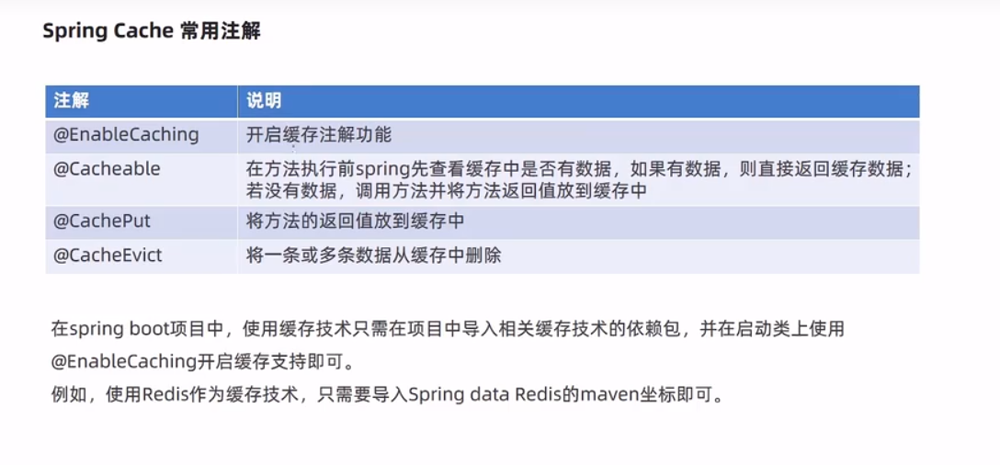 Spring Cache 常用注解
注解 说明
@EnableCaching 开启缓存注解功能
@Cacheable 在方法执行前spring先查看缓存中是否有数据，如果有数据，则直接返回缓存数据；
若没有数据，调用方法并将方法返回值放到缓存中
@CachePut 将方法的返回值放到缓存中
@CacheEvict 将一条或多条数据从缓存中删除
在spring boot项目中，使用缓存技术只需在项目中导入相关缓存技术的依赖包，并在启动类上使用
@EnableCaching开启缓存支持即可。
例如，使用Redis作为缓存技术，只需要导入Spring data Redis的maven坐标即可。